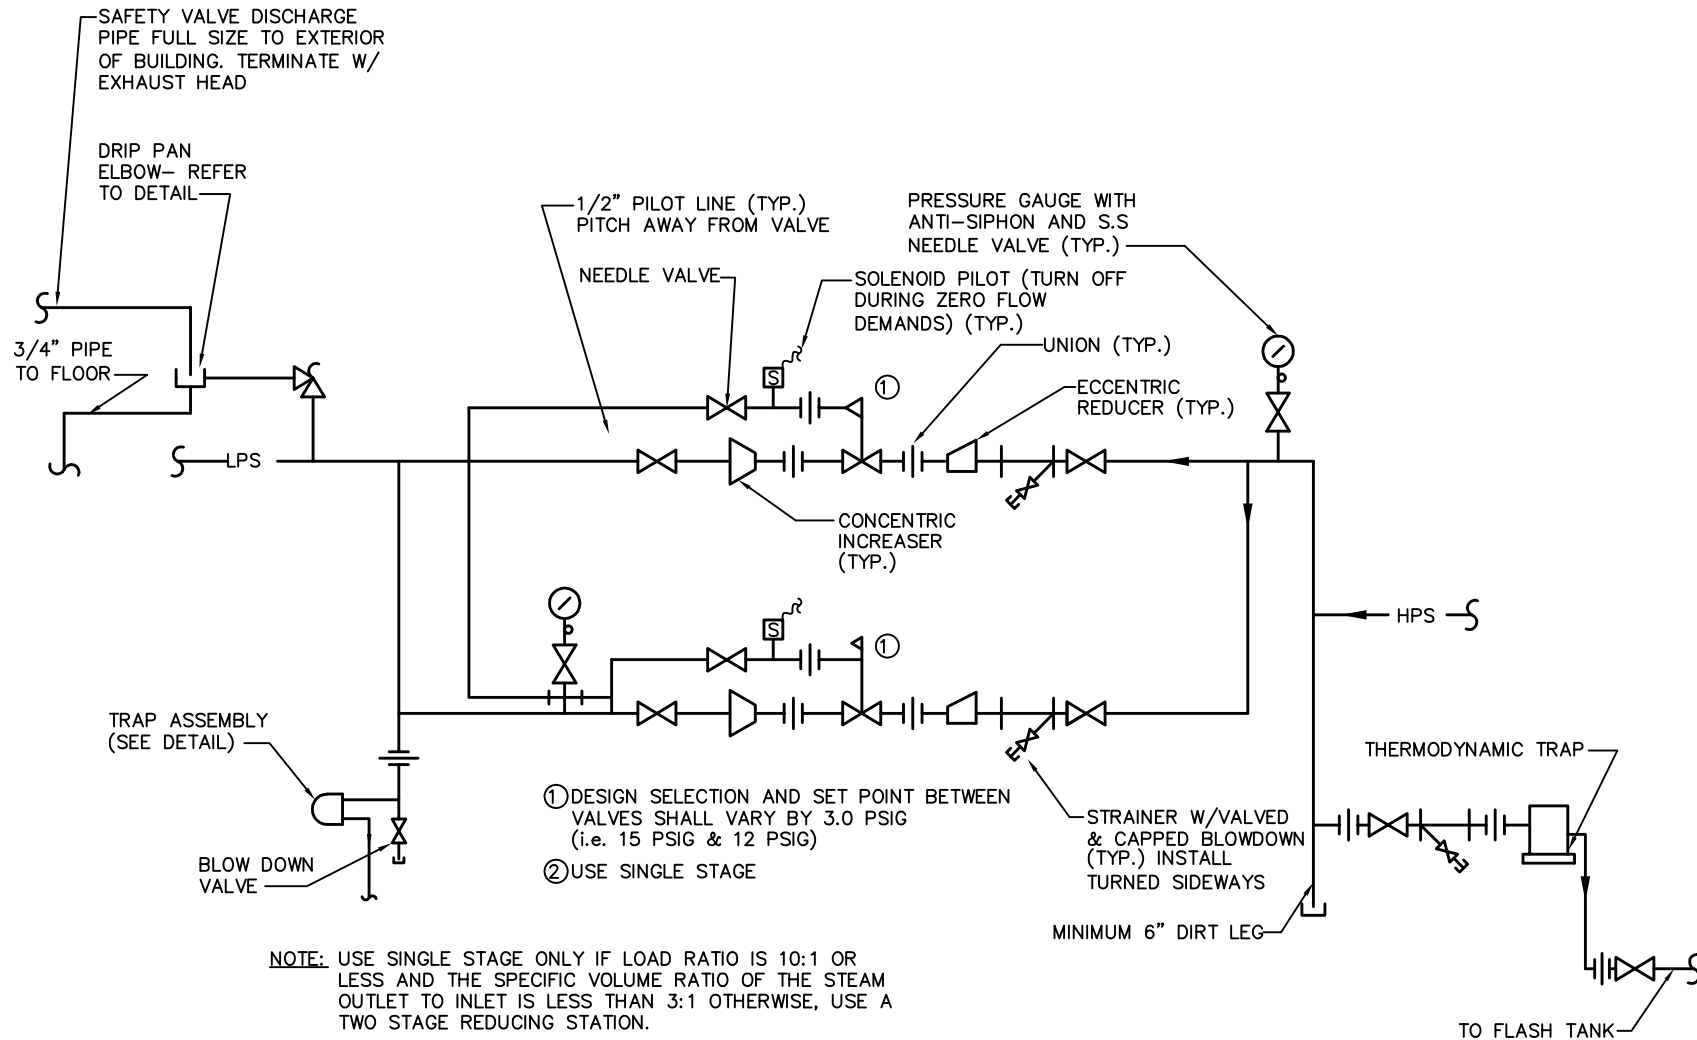 SAFETY VALVE DISCHARGE
PIPE FULL SIZE TO EXTERIOR
OF BUILDING. TERMINATE W/
EXHAUST HEAD
DRIP PAN
ELBOW– REFER
TO DETAIL
1/2" PILOT LINE (TYP.)
PITCH AWAY FROM VALVE
NEEDLE VALVE
PRESSURE GAUGE WITH
ANTI–SIPHON AND S.S
NEEDLE VALVE (TYP.)
SOLENOID PILOT (TURN OFF
DURING ZERO FLOW
DEMANDS) (TYP.)
3/4" PIPE
TO FLOOR
UNION (TYP.)
S
1
ECCENTRIC
REDUCER (TYP.)
LPS
CONCENTRIC
INCREASER
(TYP.)
HPS
S
1
TRAP ASSEMBLY
(SEE DETAIL)
THERMODYNAMIC TRAP
1 DESIGN SELECTION AND SET POINT BETWEEN
VALVES SHALL VARY BY 3.0 PSIG
(i.e. 15 PSIG & 12 PSIG)
2 USE SINGLE STAGE
STRAINER W/VALVED
& CAPPED BLOWDOWN
(TYP.) INSTALL
TURNED SIDEWAYS
BLOW DOWN
VALVE
MINIMUM 6" DIRT LEG
NOTE: USE SINGLE STAGE ONLY IF LOAD RATIO IS 10:1 OR
LESS AND THE SPECIFIC VOLUME RATIO OF THE STEAM
OUTLET TO INLET IS LESS THAN 3:1 OTHERWISE, USE A
TWO STAGE REDUCING STATION.
TO FLASH TANK